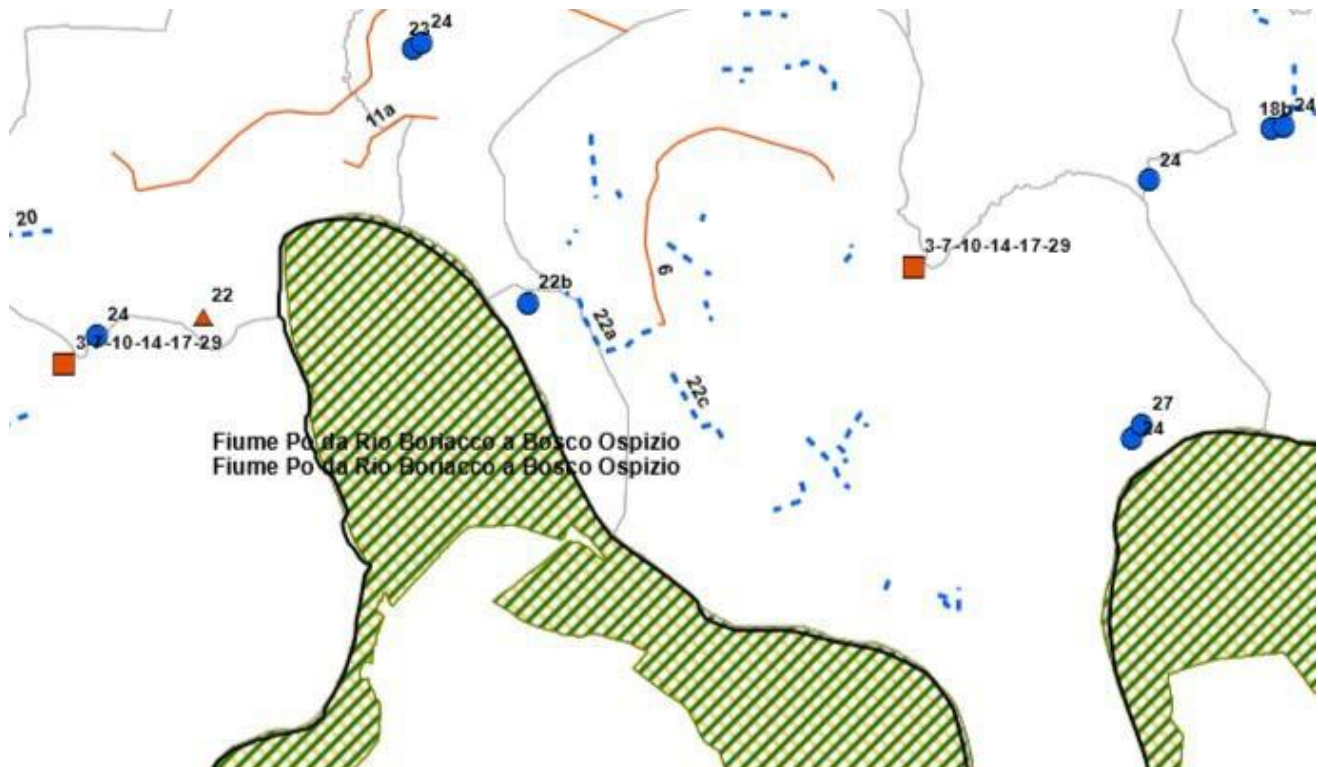 23 24
11a
18b 24
24
20
6
3-7-10-14-17-29
22b
22
22a
24
3-7-10-14-17-29
22c
27
24
Fiume Po da Rio Boriacco a Bosco Ospizio
Fiume Po da Rio Boriacco a Bosco Ospizio